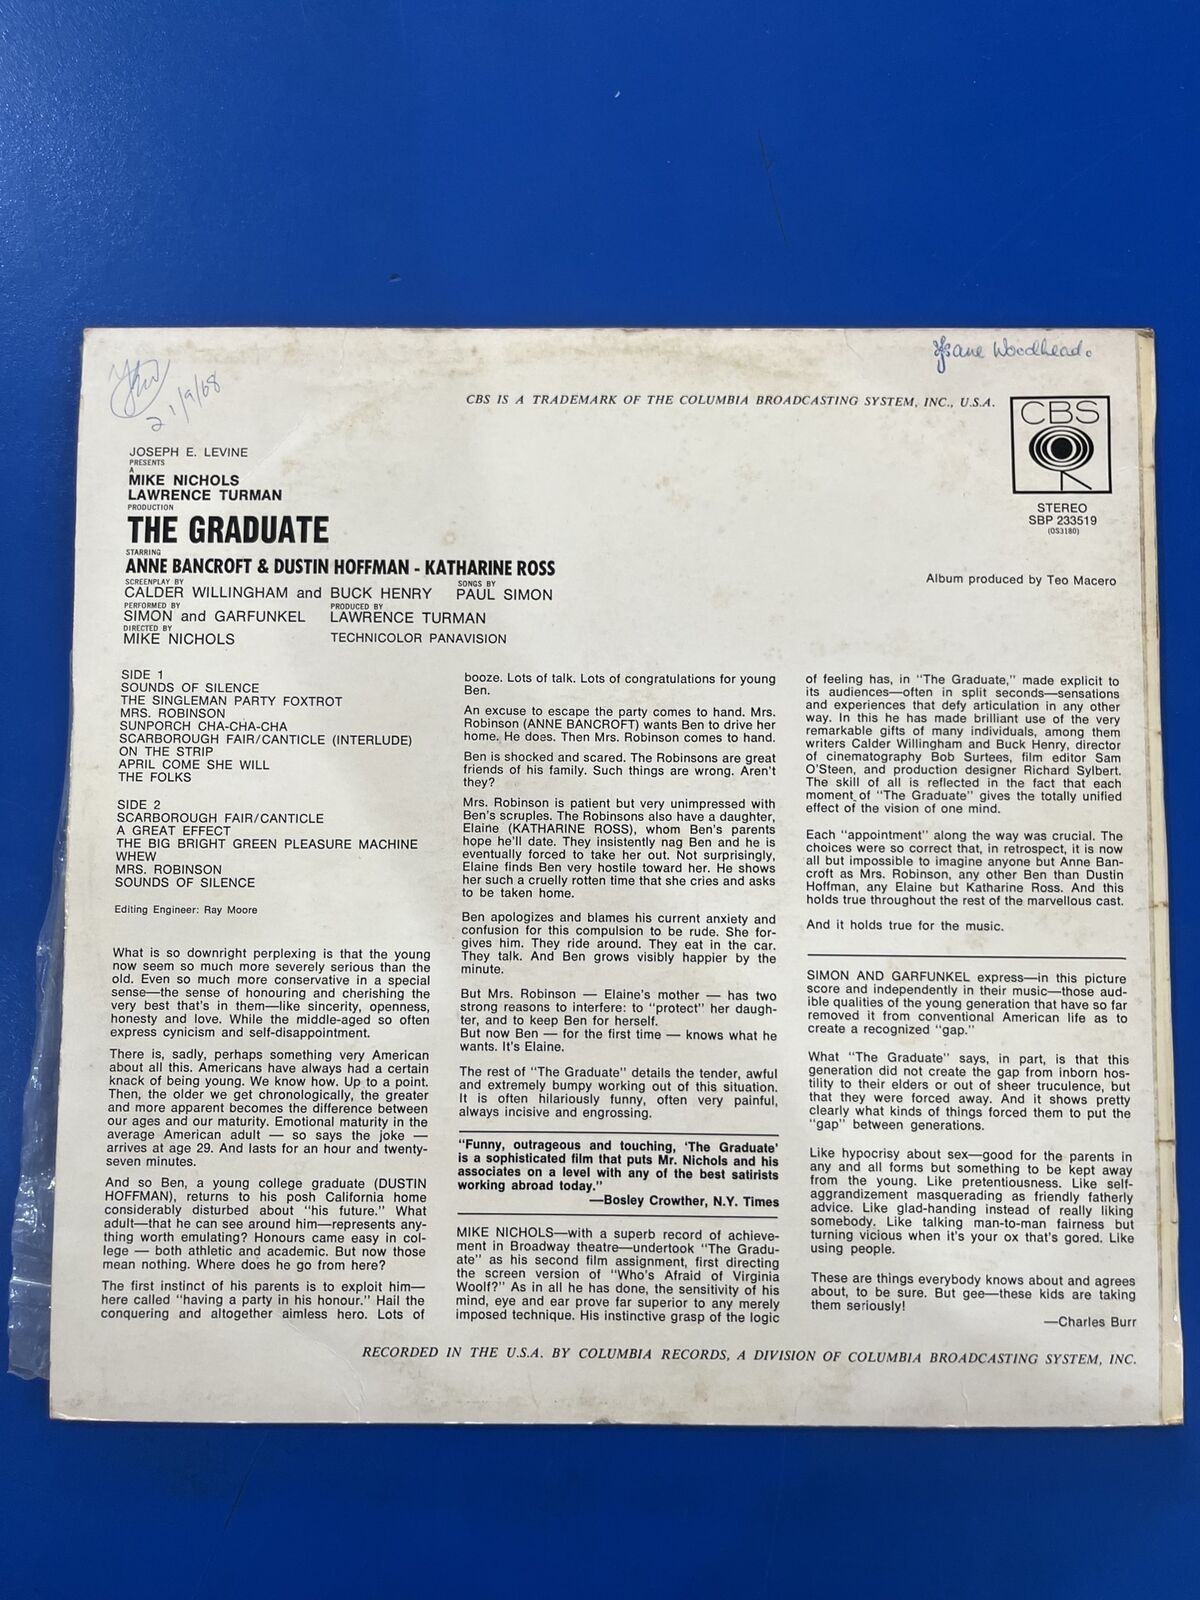 21/9/68
Jane Woodhead.
CBS IS A TRADEMARK OF THE COLUMBIA BROADCASTING SYSTEM, INC., U.S.A.
CBS
STEREO
SBP 233519
(OS3180)
JOSEPH E. LEVINE
PRESENTS
A
MIKE NICHOLS
LAWRENCE TURMAN
PRODUCTION
THE GRADUATE
STARRING
ANNE BANCROFT & DUSTIN HOFFMAN - KATHARINE ROSS
SCREENPLAY BY SONGS BY
CALDER WILLINGHAM and BUCK HENRY PAUL SIMON
PERFORMED BY PRODUCED BY
SIMON and GARFUNKEL LAWRENCE TURMAN
DIRECTED BY
MIKE NICHOLS TECHNICOLOR PANAVISION
Album produced by Teo Macero
SIDE 1
SOUNDS OF SILENCE
THE SINGLEMAN PARTY FOXTROT
MRS. ROBINSON
SUNPORCH CHA-CHA-CHA
SCARBOROUGH FAIR/CANTICLE (INTERLUDE)
ON THE STRIP
APRIL COME SHE WILL
THE FOLKS
SIDE 2
SCARBOROUGH FAIR/CANTICLE
A GREAT EFFECT
THE BIG BRIGHT GREEN PLEASURE MACHINE
WHEW
MRS. ROBINSON
SOUNDS OF SILENCE
Editing Engineer: Ray Moore
What is so downright perplexing is that the young
now seem so much more severely serious than the
old. Even so much more conservative in a special
sense—the sense of honouring and cherishing the
very best that's in them—like sincerity, openness,
honesty and love. While the middle-aged so often
express cynicism and self-disappointment.
There is, sadly, perhaps something very American
about all this. Americans have always had a certain
knack of being young. We know how. Up to a point.
Then, the older we get chronologically, the greater
and more apparent becomes the difference between
our ages and our maturity. Emotional maturity in the
average American adult — so says the joke —
arrives at age 29. And lasts for an hour and twenty-
seven minutes.
And so Ben, a young college graduate (DUSTIN
HOFFMAN), returns to his posh California home
considerably disturbed about "his future." What
adult—that he can see around him—represents any-
thing worth emulating? Honours came easy in col-
lege — both athletic and academic. But now those
mean nothing. Where does he go from here?
The first instinct of his parents is to exploit him—
here called "having a party in his honour." Hail the
conquering and altogether aimless hero. Lots of
booze. Lots of talk. Lots of congratulations for young
Ben.
An excuse to escape the party comes to hand. Mrs.
Robinson (ANNE BANCROFT) wants Ben to drive her
home. He does. Then Mrs. Robinson comes to hand.
Ben is shocked and scared. The Robinsons are great
friends of his family. Such things are wrong. Aren't
they?
Mrs. Robinson is patient but very unimpressed with
Ben's scruples. The Robinsons also have a daughter,
Elaine (KATHARINE ROSS), whom Ben's parents
hope he'll date. They insistently nag Ben and he is
eventually forced to take her out. Not surprisingly,
Elaine finds Ben very hostile toward her. He shows
her such a cruelly rotten time that she cries and asks
to be taken home.
Ben apologizes and blames his current anxiety and
confusion for this compulsion to be rude. She for-
gives him. They ride around. They eat in the car.
They talk. And Ben grows visibly happier by the
minute.
But Mrs. Robinson — Elaine's mother — has two
strong reasons to interfere: to "protect" her daugh-
ter, and to keep Ben for herself.
But now Ben — for the first time — knows what he
wants. It's Elaine.
The rest of "The Graduate" details the tender, awful
and extremely bumpy working out of this situation.
It is often hilariously funny, often very painful,
always incisive and engrossing.
"Funny, outrageous and touching, 'The Graduate'
is a sophisticated film that puts Mr. Nichols and his
associates on a level with any of the best satirists
working abroad today."
—Bosley Crowther, N.Y. Times
MIKE NICHOLS—with a superb record of achieve-
ment in Broadway theatre—undertook "The Gradu-
ate" as his second film assignment, first directing
the screen version of "Who's Afraid of Virginia
Woolf?" As in all he has done, the sensitivity of his
mind, eye and ear prove far superior to any merely
imposed technique. His instinctive grasp of the logic
of feeling has, in "The Graduate," made explicit to
its audiences—often in split seconds—sensations
and experiences that defy articulation in any other
way. In this he has made brilliant use of the very
remarkable gifts of many individuals, among them
writers Calder Willingham and Buck Henry, director
of cinematography Bob Surtees, film editor Sam
O'Steen, and production designer Richard Sylbert.
The skill of all is reflected in the fact that each
moment of "The Graduate" gives the totally unified
effect of the vision of one mind.
Each "appointment" along the way was crucial. The
choices were so correct that, in retrospect, it is now
all but impossible to imagine anyone but Anne Ban-
croft as Mrs. Robinson, any other Ben than Dustin
Hoffman, any Elaine but Katharine Ross. And this
holds true throughout the rest of the marvellous cast.
And it holds true for the music.
SIMON AND GARFUNKEL express—in this picture
score and independently in their music—those aud-
ible qualities of the young generation that have so far
removed it from conventional American life as to
create a recognized "gap."
What "The Graduate" says, in part, is that this
generation did not create the gap from inborn hos-
tility to their elders or out of sheer truculence, but
that they were forced away. And it shows pretty
clearly what kinds of things forced them to put the
"gap" between generations.
Like hypocrisy about sex—good for the parents in
any and all forms but something to be kept away
from the young. Like pretentiousness. Like self-
aggrandizement masquerading as friendly fatherly
advice. Like glad-handing instead of really liking
somebody. Like talking man-to-man fairness but
turning vicious when it's your ox that's gored. Like
using people.
These are things everybody knows about and agrees
about, to be sure. But gee—these kids are taking
them seriously!
—Charles Burr
RECORDED IN THE U.S.A. BY COLUMBIA RECORDS, A DIVISION OF COLUMBIA BROADCASTING SYSTEM, INC.